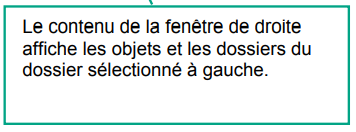 Le contenu de la fenêtre de droite
affiche les objets et les dossiers du
dossier sélectionné à gauche.